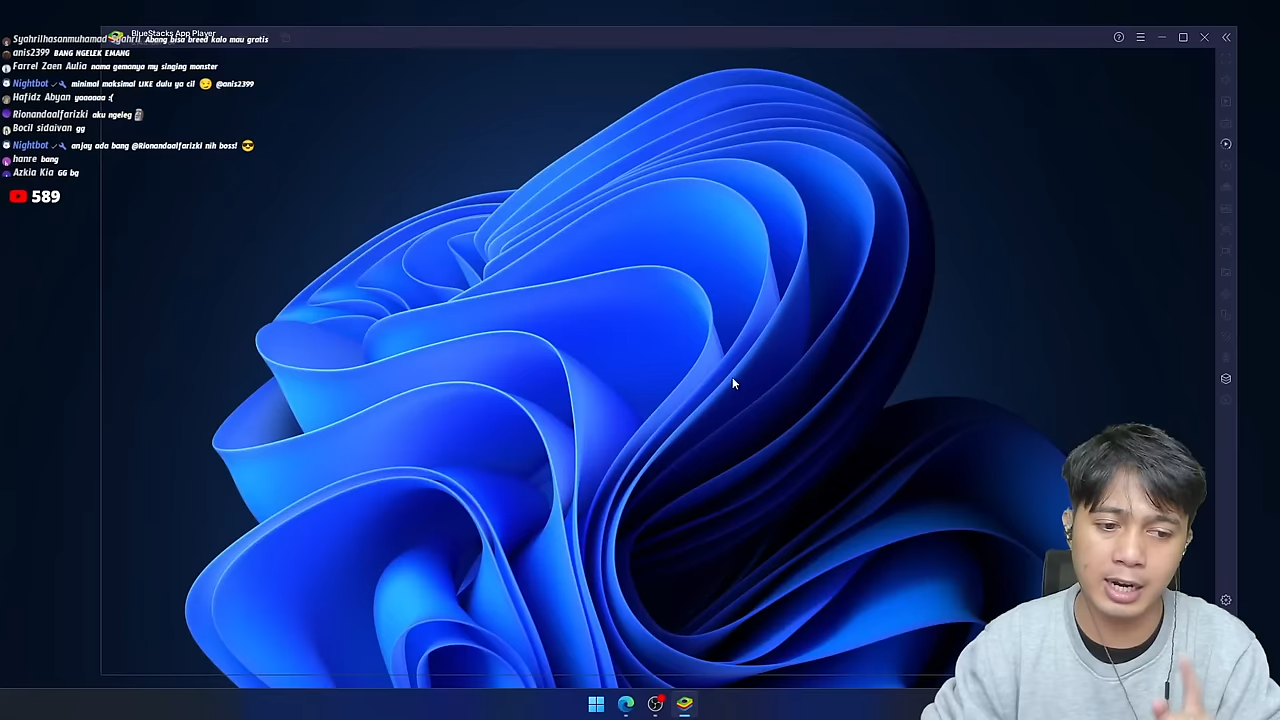 BlueStacks App Player
Syahrilhasanmuhamad Syahril Abang bisa breed kalo mau gratis
anis2399 BANG NGELEK EMANG
Farrel Zaen Aulia nama gemanya my singing monster
Nightbot minimal maksimal LIKE dulu ya cil 😏 @anis2399
Hafidz Abyan yaaaaaa :(
Rionandaalfarizki aku ngeleg 🗿
Bocil sidaivan gg
Nightbot anjay ada bang @Rionandaalfarizki nih boss! 😎
hanre bang
Azkia Kia GG bg
589